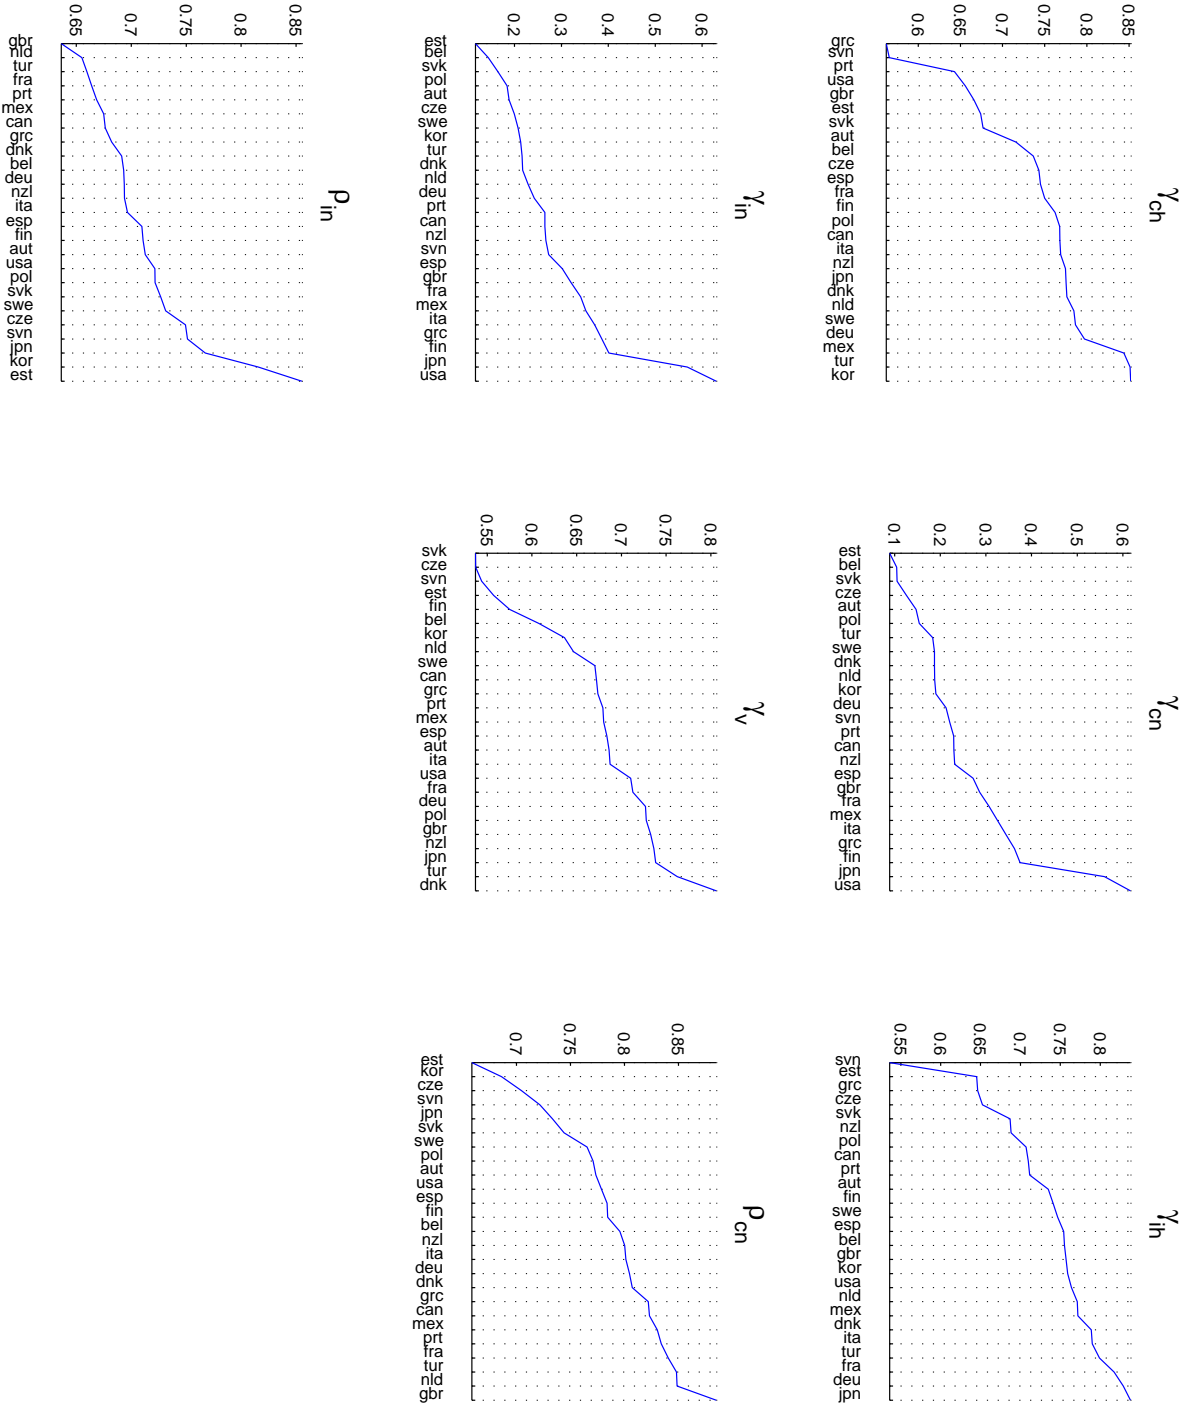 γch
0.85
0.8
0.75
0.7
0.65
0.6
grc
svn
prt
usa
gbr
est
svk
aut
bel
cze
esp
fra
fin
pol
can
ita
nzl
jpn
dnk
nld
swe
deu
mex
tur
kor
γcn
0.6
0.5
0.4
0.3
0.2
0.1
est
bel
svk
cze
aut
pol
tur
swe
dnk
nld
kor
deu
svn
prt
can
nzl
esp
gbr
fra
mex
ita
grc
fin
jpn
usa
γih
0.8
0.75
0.7
0.65
0.6
0.55
svn
est
grc
cze
svk
nzl
pol
can
prt
aut
fin
swe
esp
bel
gbr
kor
usa
nld
mex
dnk
ita
tur
fra
deu
jpn
γin
0.6
0.5
0.4
0.3
0.2
est
bel
svk
pol
aut
cze
swe
kor
tur
dnk
nld
deu
prt
can
nzl
svn
esp
gbr
fra
mex
ita
grc
fin
jpn
usa
γv
0.8
0.75
0.7
0.65
0.6
0.55
svk
cze
svn
est
fin
bel
kor
nld
swe
can
grc
prt
mex
esp
aut
ita
usa
fra
deu
pol
gbr
nzl
jpn
tur
dnk
ρcn
0.85
0.8
0.75
0.7
est
kor
cze
svn
jpn
svk
swe
pol
aut
usa
esp
fin
bel
nzl
ita
deu
dnk
grc
can
mex
prt
fra
tur
nld
gbr
ρin
0.85
0.8
0.75
0.7
0.65
gbr
nld
tur
fra
prt
mex
can
grc
dnk
bel
deu
nzl
ita
esp
fin
aut
usa
pol
svk
swe
cze
svn
jpn
kor
est